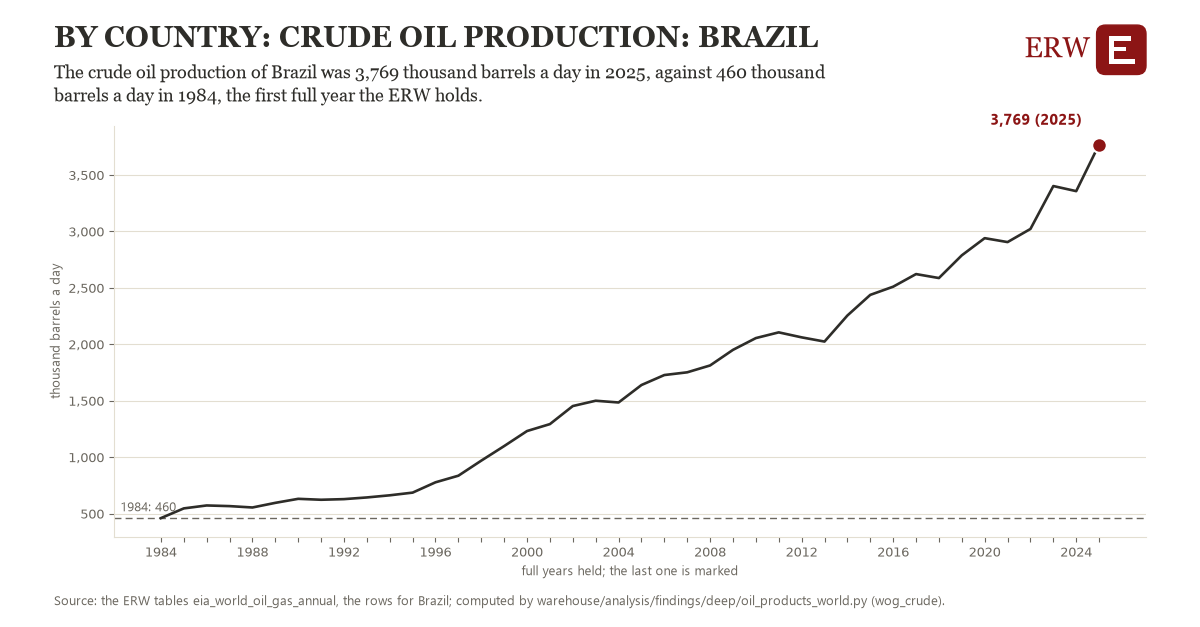 BY COUNTRY: CRUDE OIL PRODUCTION: BRAZIL
ERW E
The crude oil production of Brazil was 3,769 thousand barrels a day in 2025, against 460 thousand
barrels a day in 1984, the first full year the ERW holds.
3,769 (2025)
3,500
3,000
2,500
2,000
1,500
1,000
500
thousand barrels a day
1984: 460
1984 1988 1992 1996 2000 2004 2008 2012 2016 2020 2024
full years held; the last one is marked
Source: the ERW tables eia_world_oil_gas_annual, the rows for Brazil; computed by warehouse/analysis/findings/deep/oil_products_world.py (wog_crude).